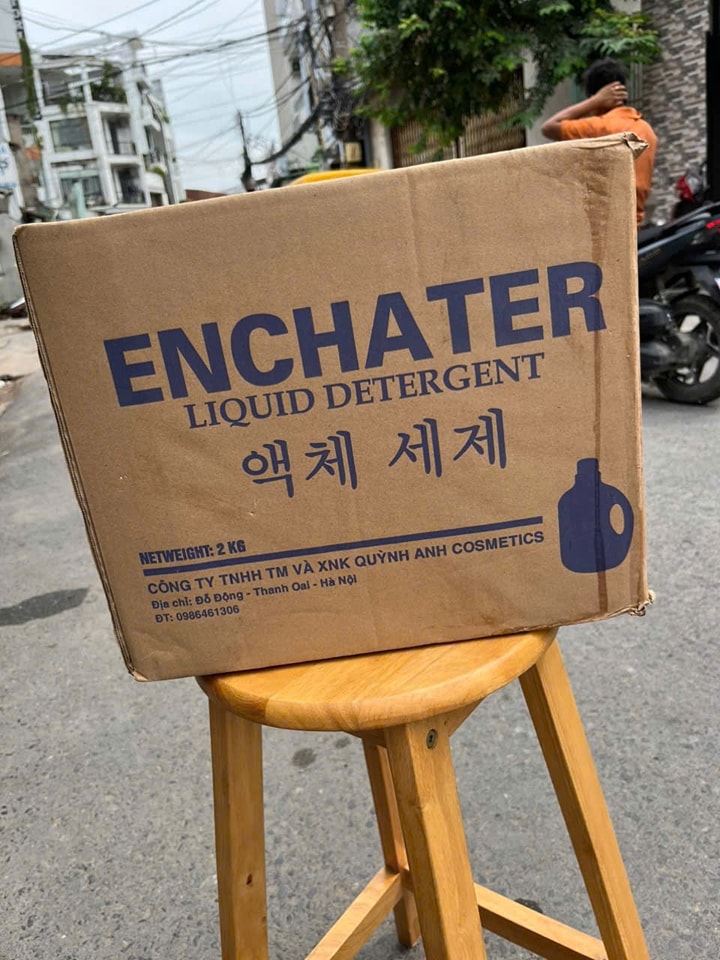 ENCHATER
LIQUID DETERGENT
액체 세제
NETWEIGHT: 2 KG
CÔNG TY TNHH TM VÀ XNK QUỲNH ANH COSMETICS
Địa chỉ: Đỗ Động - Thanh Oai - Hà Nội
ĐT: 0986461306